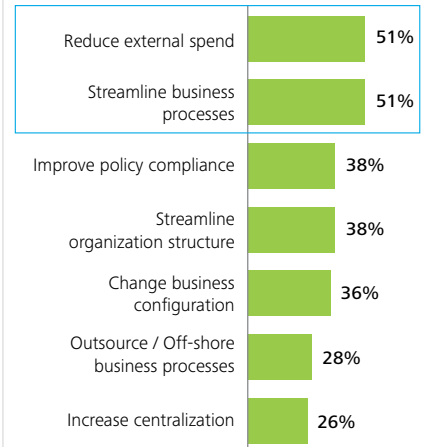 Reduce external spend 51%
Streamline business
processes 51%
Improve policy compliance 38%
Streamline
organization structure 38%
Change business
configuration 36%
Outsource / Off-shore
business processes 28%
Increase centralization 26%